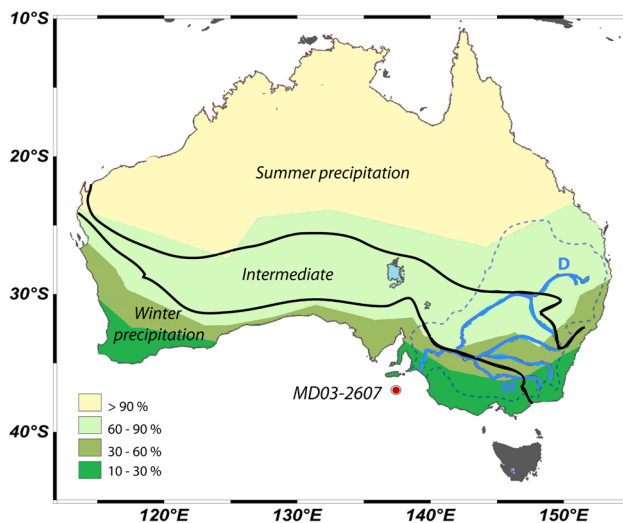 10°S
20°S
30°S
40°S
Summer precipitation
Intermediate
Winter
precipitation
D
M
MD03-2607
> 90 %
60 - 90 %
30 - 60 %
10 - 30 %
120°E
130°E
140°E
150°E